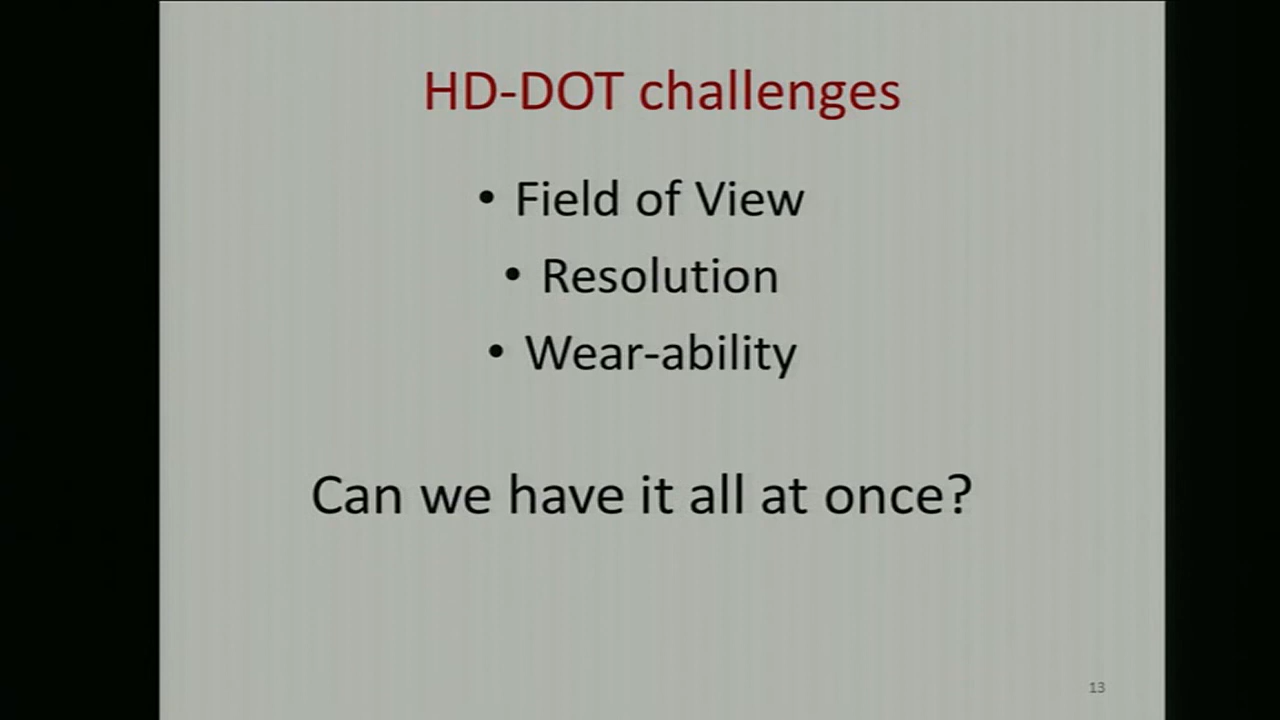 HD-DOT challenges
• Field of View
• Resolution
• Wear-ability
Can we have it all at once?
13